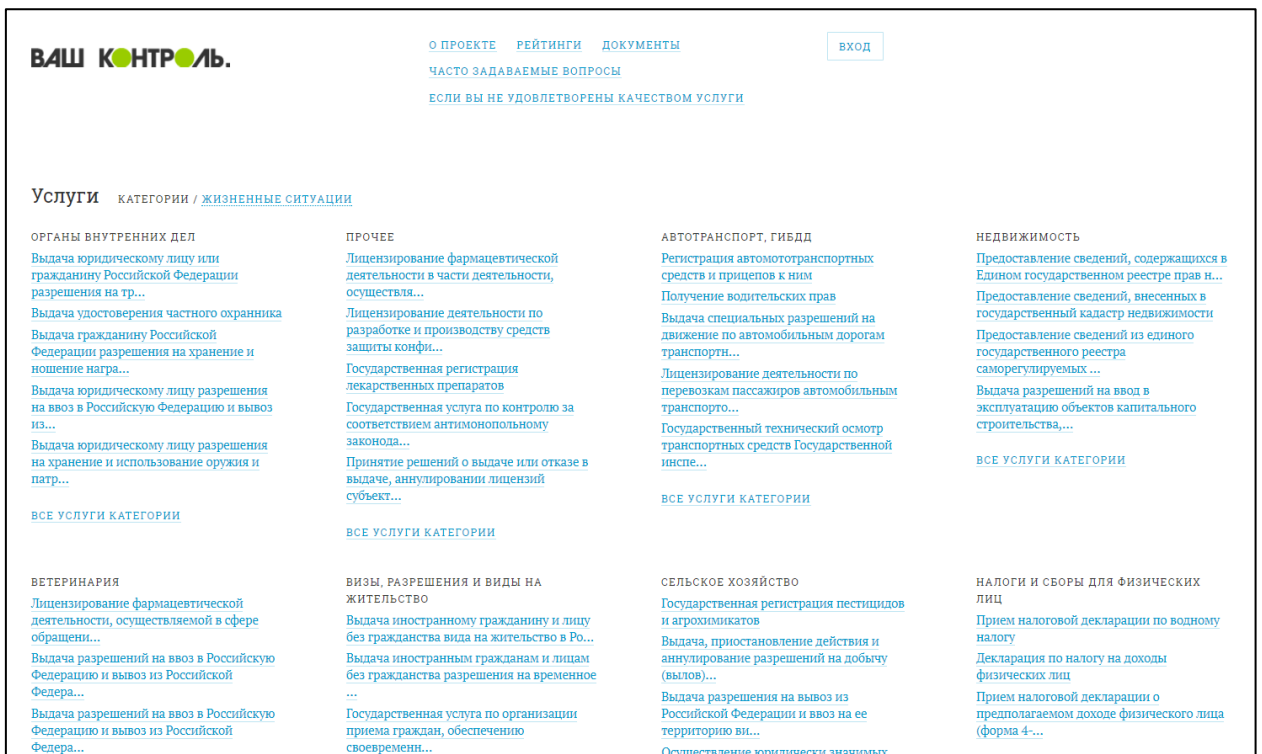 ВАШ КОНТРОЛЬ.
О ПРОЕКТЕ РЕЙТИНГИ ДОКУМЕНТЫ
ЧАСТО ЗАДАВАЕМЫЕ ВОПРОСЫ
ЕСЛИ ВЫ НЕ УДОВЛЕТВОРЕНЫ КАЧЕСТВОМ УСЛУГИ
ВХОД
Услуги КАТЕГОРИИ / ЖИЗНЕННЫЕ СИТУАЦИИ
ОРГАНЫ ВНУТРЕННИХ ДЕЛ
Выдача юридическому лицу или
гражданину Российской Федерации
разрешения на тр...
Выдача удостоверения частного охранника
Выдача гражданину Российской
Федерации разрешения на хранение и
ношение награ...
Выдача юридическому лицу разрешения
на ввоз в Российскую Федерацию и вывоз
из...
Выдача юридическому лицу разрешения
на хранение и использование оружия и
патр...
ВСЕ УСЛУГИ КАТЕГОРИИ
ПРОЧЕЕ
Лицензирование фармацевтической
деятельности в части деятельности,
осуществля...
Лицензирование деятельности по
разработке и производству средств
защиты конфи...
Государственная регистрация
лекарственных препаратов
Государственная услуга по контролю за
соответствием антимонопольному
законода...
Принятие решений о выдаче или отказе в
выдаче, аннулировании лицензий
субъект...
ВСЕ УСЛУГИ КАТЕГОРИИ
АВТОТРАНСПОРТ, ГИБДД
Регистрация автомототранспортных
средств и прицепов к ним
Получение водительских прав
Выдача специальных разрешений на
движение по автомобильным дорогам
транспортн...
Лицензирование деятельности по
перевозкам пассажиров автомобильным
транспорто...
Государственный технический осмотр
транспортных средств Государственной
инспе...
ВСЕ УСЛУГИ КАТЕГОРИИ
НЕДВИЖИМОСТЬ
Предоставление сведений, содержащихся в
Едином государственном реестре прав н...
Предоставление сведений, внесенных в
государственный кадастр недвижимости
Предоставление сведений из единого
государственного реестра
саморегулируемых ...
Выдача разрешений на ввод в
эксплуатацию объектов капитального
строительства,...
ВСЕ УСЛУГИ КАТЕГОРИИ
ВЕТЕРИНАРИЯ
Лицензирование фармацевтической
деятельности, осуществляемой в сфере
обращени...
Выдача разрешений на ввоз в Российскую
Федерацию и вывоз из Российской
Федера...
Выдача разрешений на ввоз в Российскую
Федерацию и вывоз из Российской
Федера...
ВИЗЫ, РАЗРЕШЕНИЯ И ВИДЫ НА
ЖИТЕЛЬСТВО
Выдача иностранному гражданину и лицу
без гражданства вида на жительство в Ро...
Выдача иностранным гражданам и лицам
без гражданства разрешения на временное
...
Государственная услуга по организации
приема граждан, обеспечению
своевременн...
СЕЛЬСКОЕ ХОЗЯЙСТВО
Государственная регистрация пестицидов
и агрохимикатов
Выдача, приостановление действия и
аннулирование разрешений на добычу
(вылов)...
Выдача разрешения на вывоз из
Российской Федерации и ввоз на ее
территорию ви...
Осуществление юридически значимых
НАЛОГИ И СБОРЫ ДЛЯ ФИЗИЧЕСКИХ
ЛИЦ
Прием налоговой декларации по водному
налогу
Декларация по налогу на доходы
физических лиц
Прием налоговой декларации о
предполагаемом доходе физического лица
(форма 4-...